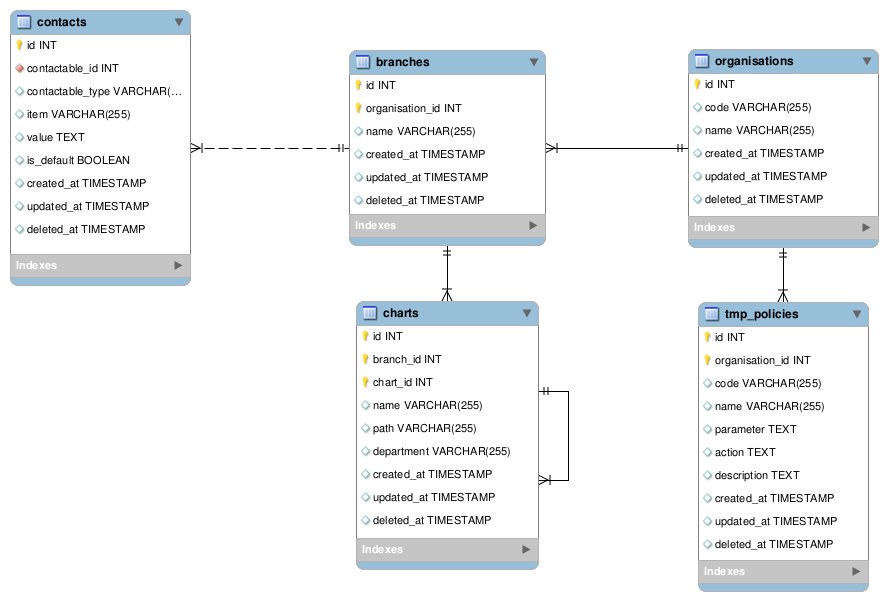 contacts
id INT
contactable_id INT
contactable_type VARCHAR(...
item VARCHAR(255)
value TEXT
is_default BOOLEAN
created_at TIMESTAMP
updated_at TIMESTAMP
deleted_at TIMESTAMP
Indexes
branches
id INT
organisation_id INT
name VARCHAR(255)
created_at TIMESTAMP
updated_at TIMESTAMP
deleted_at TIMESTAMP
Indexes
organisations
id INT
code VARCHAR(255)
name VARCHAR(255)
created_at TIMESTAMP
updated_at TIMESTAMP
deleted_at TIMESTAMP
Indexes
charts
id INT
branch_id INT
chart_id INT
name VARCHAR(255)
path VARCHAR(255)
department VARCHAR(255)
created_at TIMESTAMP
updated_at TIMESTAMP
deleted_at TIMESTAMP
Indexes
tmp_policies
id INT
organisation_id INT
code VARCHAR(255)
name VARCHAR(255)
parameter TEXT
action TEXT
description TEXT
created_at TIMESTAMP
updated_at TIMESTAMP
deleted_at TIMESTAMP
Indexes